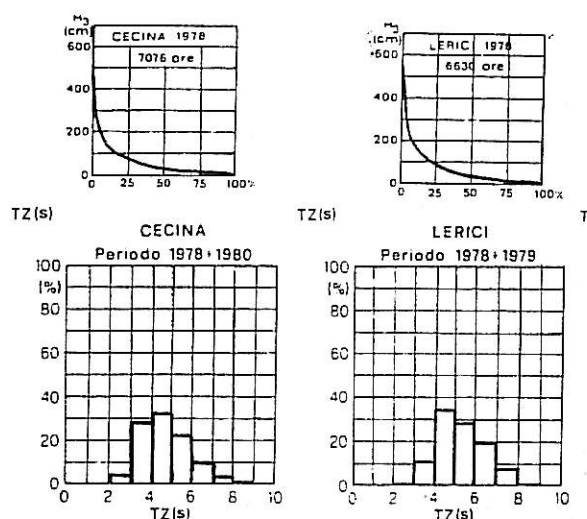 (cm)
600
400
200
0
CECINA 1978
7076 ore
0 25 50 75 100%
(cm)
+600
400
200
0
LERICI 1978
6630 ore
0 25 50 75 100%
TZ(s)
TZ(s)
T
CECINA
Periodo 1978÷1980
100
(%)
80
60
40
20
0
0 2 4 6 8 10
TZ(s)
LERICI
Periodo 1978÷1979
100
(%)
80
60
40
20
0
0 2 4 6 8 10
TZ(s)